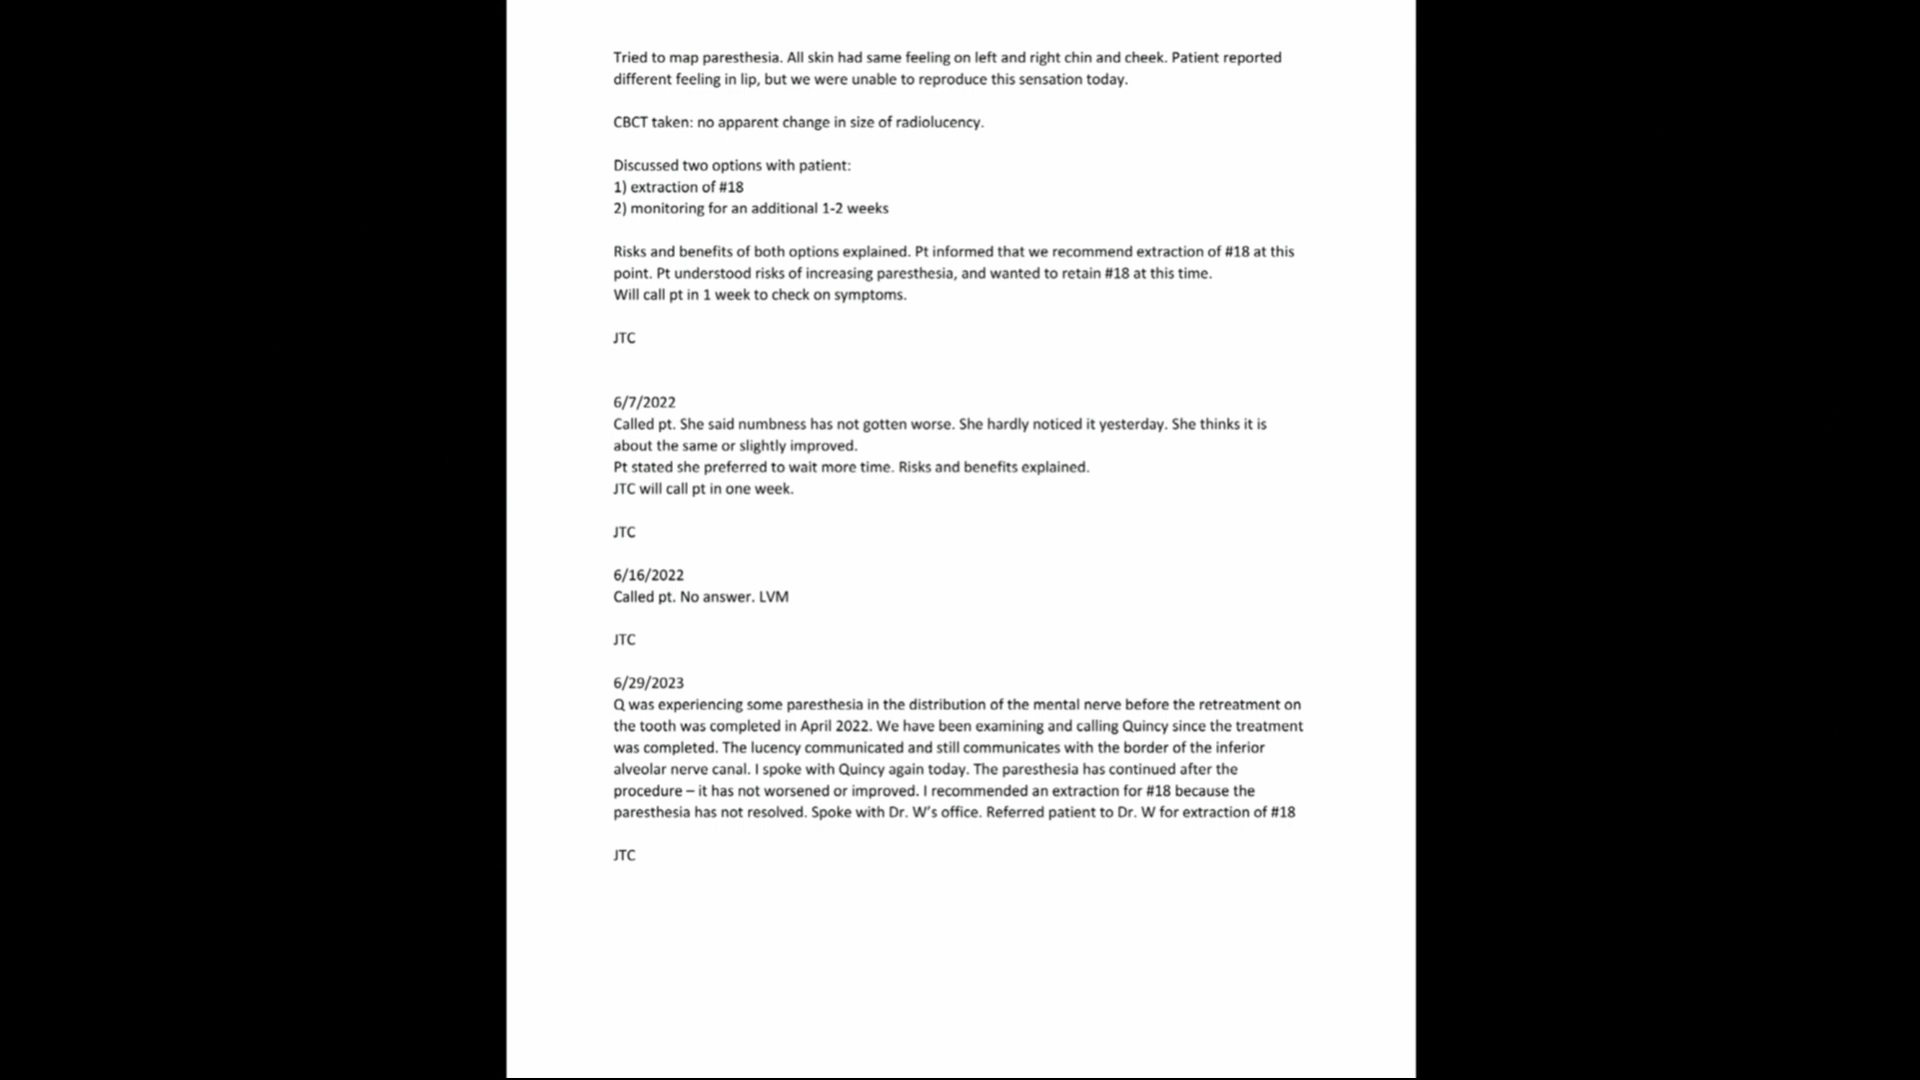 Tried to map paresthesia. All skin had same feeling on left and right chin and cheek. Patient reported
different feeling in lip, but we were unable to reproduce this sensation today.
CBCT taken: no apparent change in size of radiolucency.
Discussed two options with patient:
1) extraction of #18
2) monitoring for an additional 1-2 weeks
Risks and benefits of both options explained. Pt informed that we recommend extraction of #18 at this
point. Pt understood risks of increasing paresthesia, and wanted to retain #18 at this time.
Will call pt in 1 week to check on symptoms.
JTC
6/7/2022
Called pt. She said numbness has not gotten worse. She hardly noticed it yesterday. She thinks it is
about the same or slightly improved.
Pt stated she preferred to wait more time. Risks and benefits explained.
JTC will call pt in one week.
JTC
6/16/2022
Called pt. No answer. LVM
JTC
6/29/2023
Q was experiencing some paresthesia in the distribution of the mental nerve before the retreatment on
the tooth was completed in April 2022. We have been examining and calling Quincy since the treatment
was completed. The lucency communicated and still communicates with the border of the inferior
alveolar nerve canal. I spoke with Quincy again today. The paresthesia has continued after the
procedure – it has not worsened or improved. I recommended an extraction for #18 because the
paresthesia has not resolved. Spoke with Dr. W's office. Referred patient to Dr. W for extraction of #18
JTC